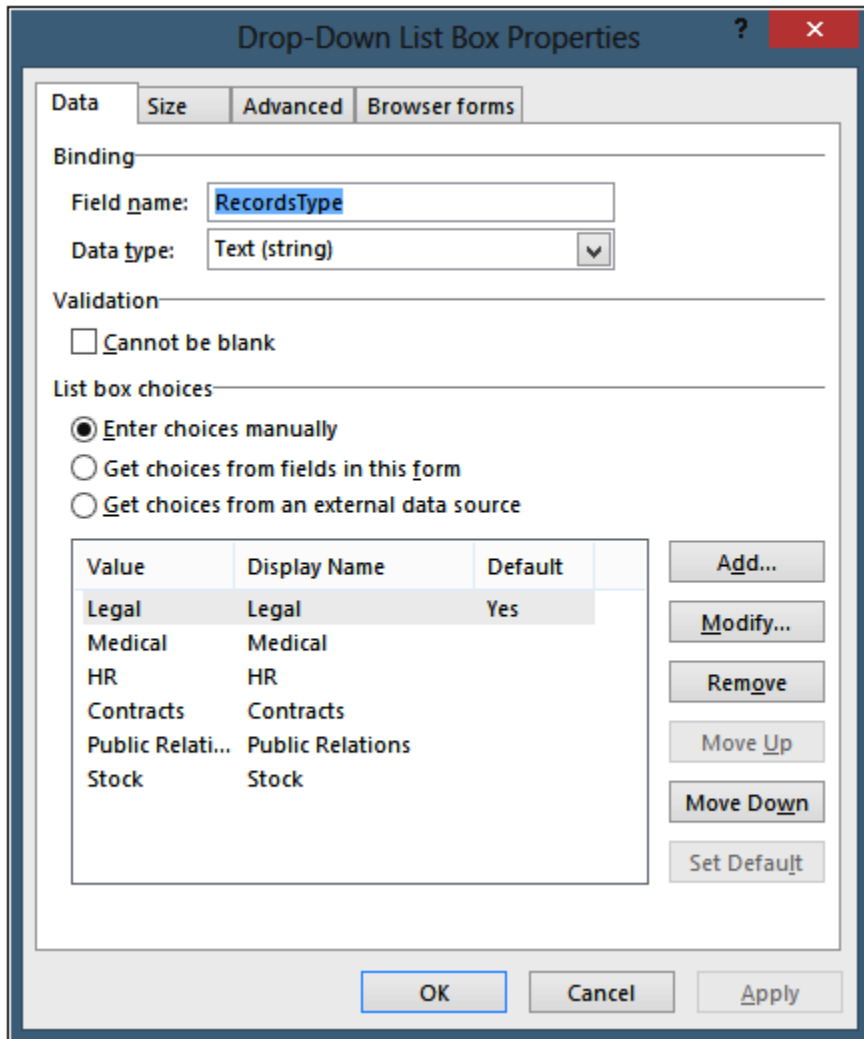 Drop-Down List Box Properties ? ×
Data Size Advanced Browser forms
Binding
Field name: RecordsType
Data type: Text (string)
Validation
Cannot be blank
List box choices
Enter choices manually
Get choices from fields in this form
Get choices from an external data source
Value Display Name Default Add...
Legal Legal Yes Modify...
Medical Medical
HR HR Remove
Contracts Contracts
Public Relati... Public Relations Move Up
Stock Stock
Move Down
Set Default
OK Cancel Apply